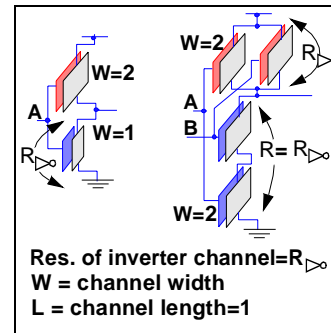 W=2
A
W=1
R
W=2
R
A
B
R= R
W=2
Res. of inverter channel=R
W = channel width
L = channel length=1